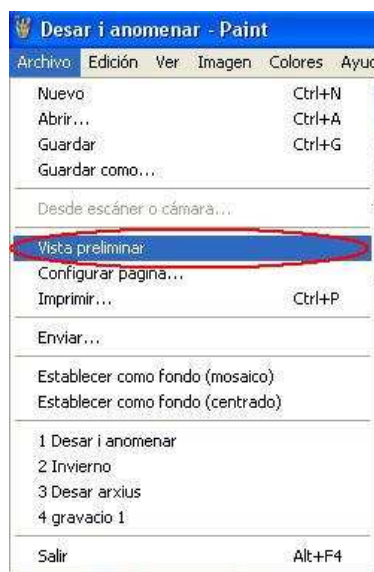 Desar i anomenar - Paint
Archivo Edición Ver Imagen Colores Ayu
Nuevo Ctrl+N
Abrir... Ctrl+A
Guardar Ctrl+G
Guardar como...
Desde escáner o cámara...
Vista preliminar
Configurar página...
Imprimir... Ctrl+P
Enviar...
Establecer como fondo (mosaico)
Establecer como fondo (centrado)
1 Desar i anomenar
2 Invierno
3 Desar arxius
4 gravacio 1
Salir Alt+F4